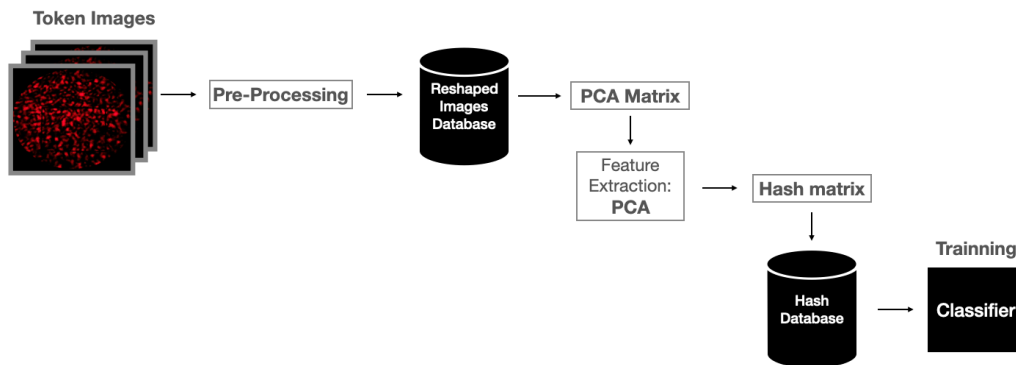 Token Images
Pre-Processing
Reshaped
Images
Database
PCA Matrix
Feature
Extraction:
PCA
Hash matrix
Hash
Database
Trainning
Classifier